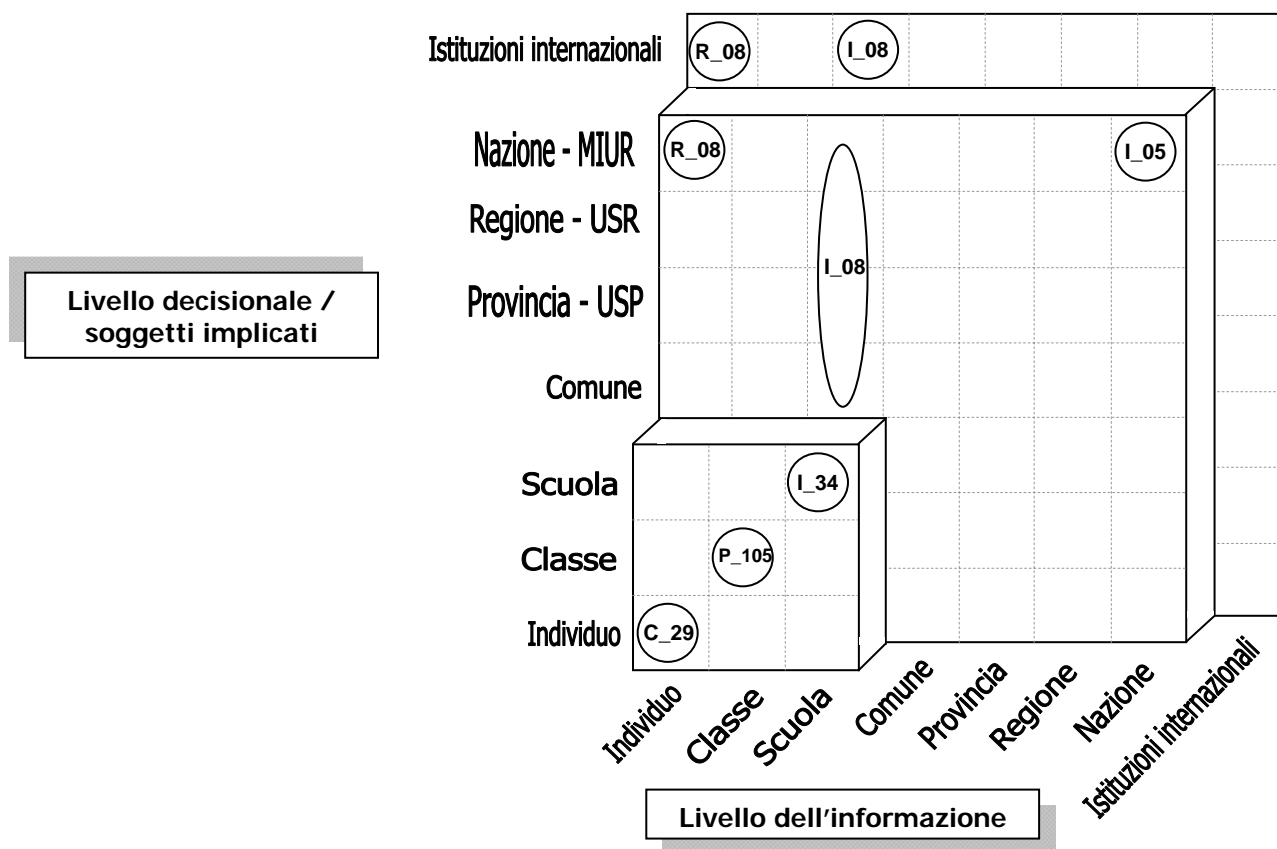 Istituzioni internazionali
R_08
I_08
Nazione - MIUR
R_08
I_05
Regione - USR
I_08
Livello decisionale /
soggetti implicati
Provincia - USP
Comune
Scuola
I_34
Classe
P_105
Individuo
C_29
Individuo
Classe
Scuola
Comune
Provincia
Regione
Nazione
Istituzioni internazionali
Livello dell'informazione